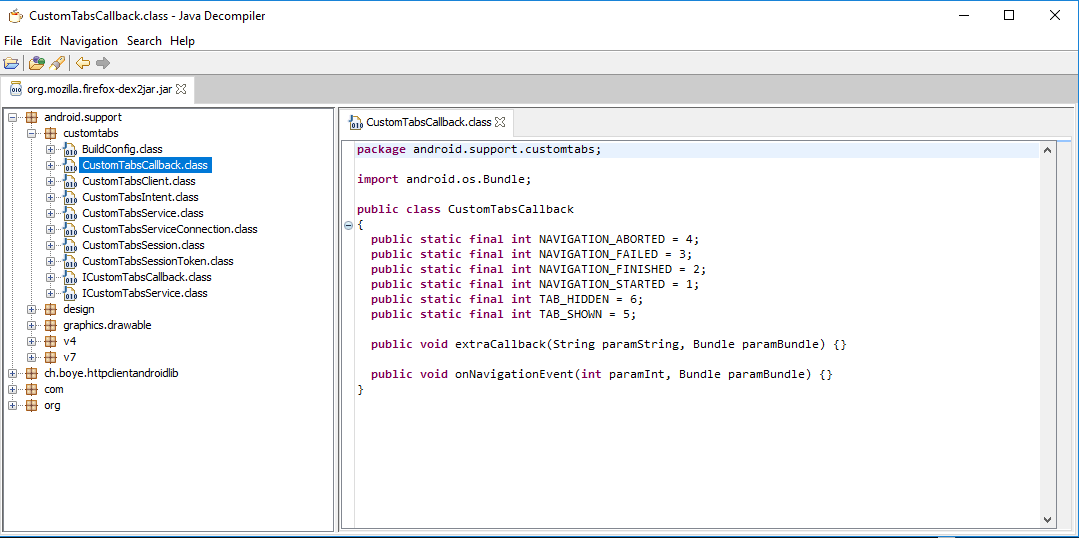 CustomTabsCallback.class - Java Decompiler
File Edit Navigation Search Help
org.mozilla.firefox-dex2jar.jar
android.support
customtabs
BuildConfig.class
CustomTabsCallback.class
CustomTabsClient.class
CustomTabsIntent.class
CustomTabsService.class
CustomTabsServiceConnection.class
CustomTabsSession.class
CustomTabsSessionToken.class
ICustomTabsCallback.class
ICustomTabsService.class
design
graphics.drawable
v4
v7
ch.boye.httpclientandroidlib
com
org
CustomTabsCallback.class
package android.support.customtabs;
import android.os.Bundle;
public class CustomTabsCallback
{
public static final int NAVIGATION_ABORTED = 4;
public static final int NAVIGATION_FAILED = 3;
public static final int NAVIGATION_FINISHED = 2;
public static final int NAVIGATION_STARTED = 1;
public static final int TAB_HIDDEN = 6;
public static final int TAB_SHOWN = 5;
public void extraCallback(String paramString, Bundle paramBundle) {}
public void onNavigationEvent(int paramInt, Bundle paramBundle) {}
}